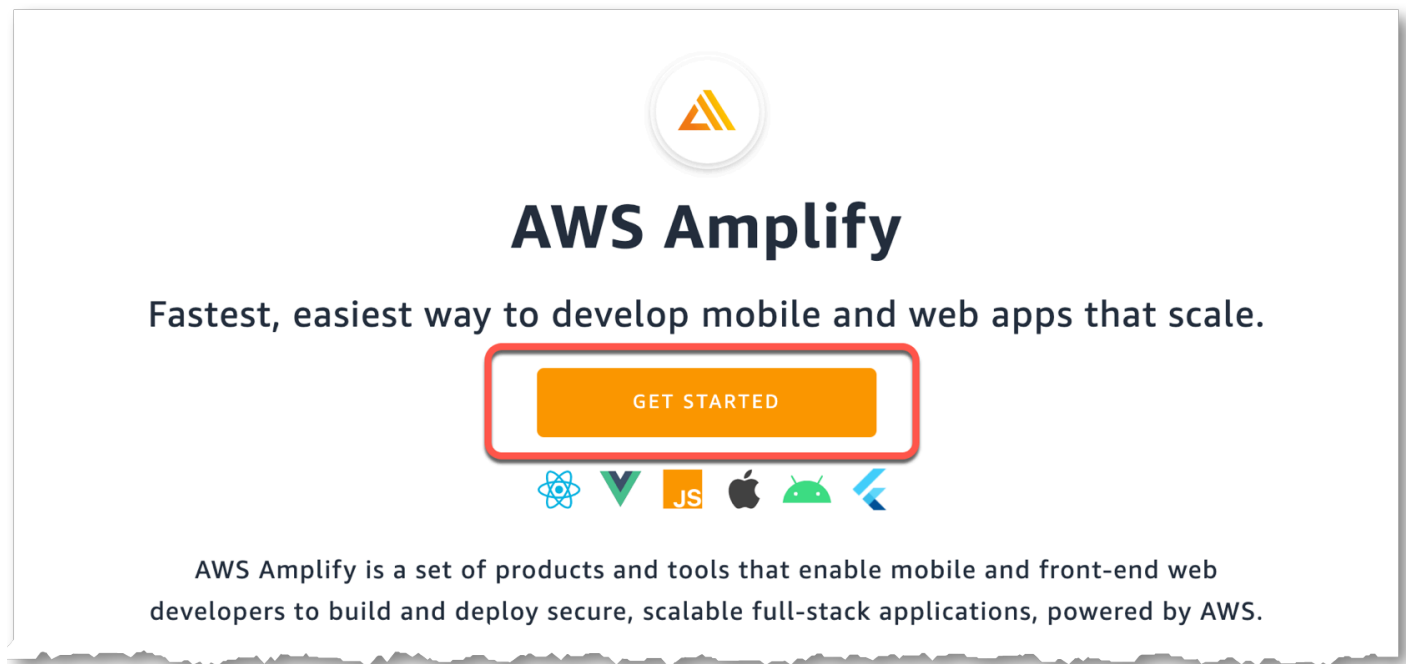 AWS Amplify
Fastest, easiest way to develop mobile and web apps that scale.
GET STARTED
JS
AWS Amplify is a set of products and tools that enable mobile and front-end web
developers to build and deploy secure, scalable full-stack applications, powered by AWS.